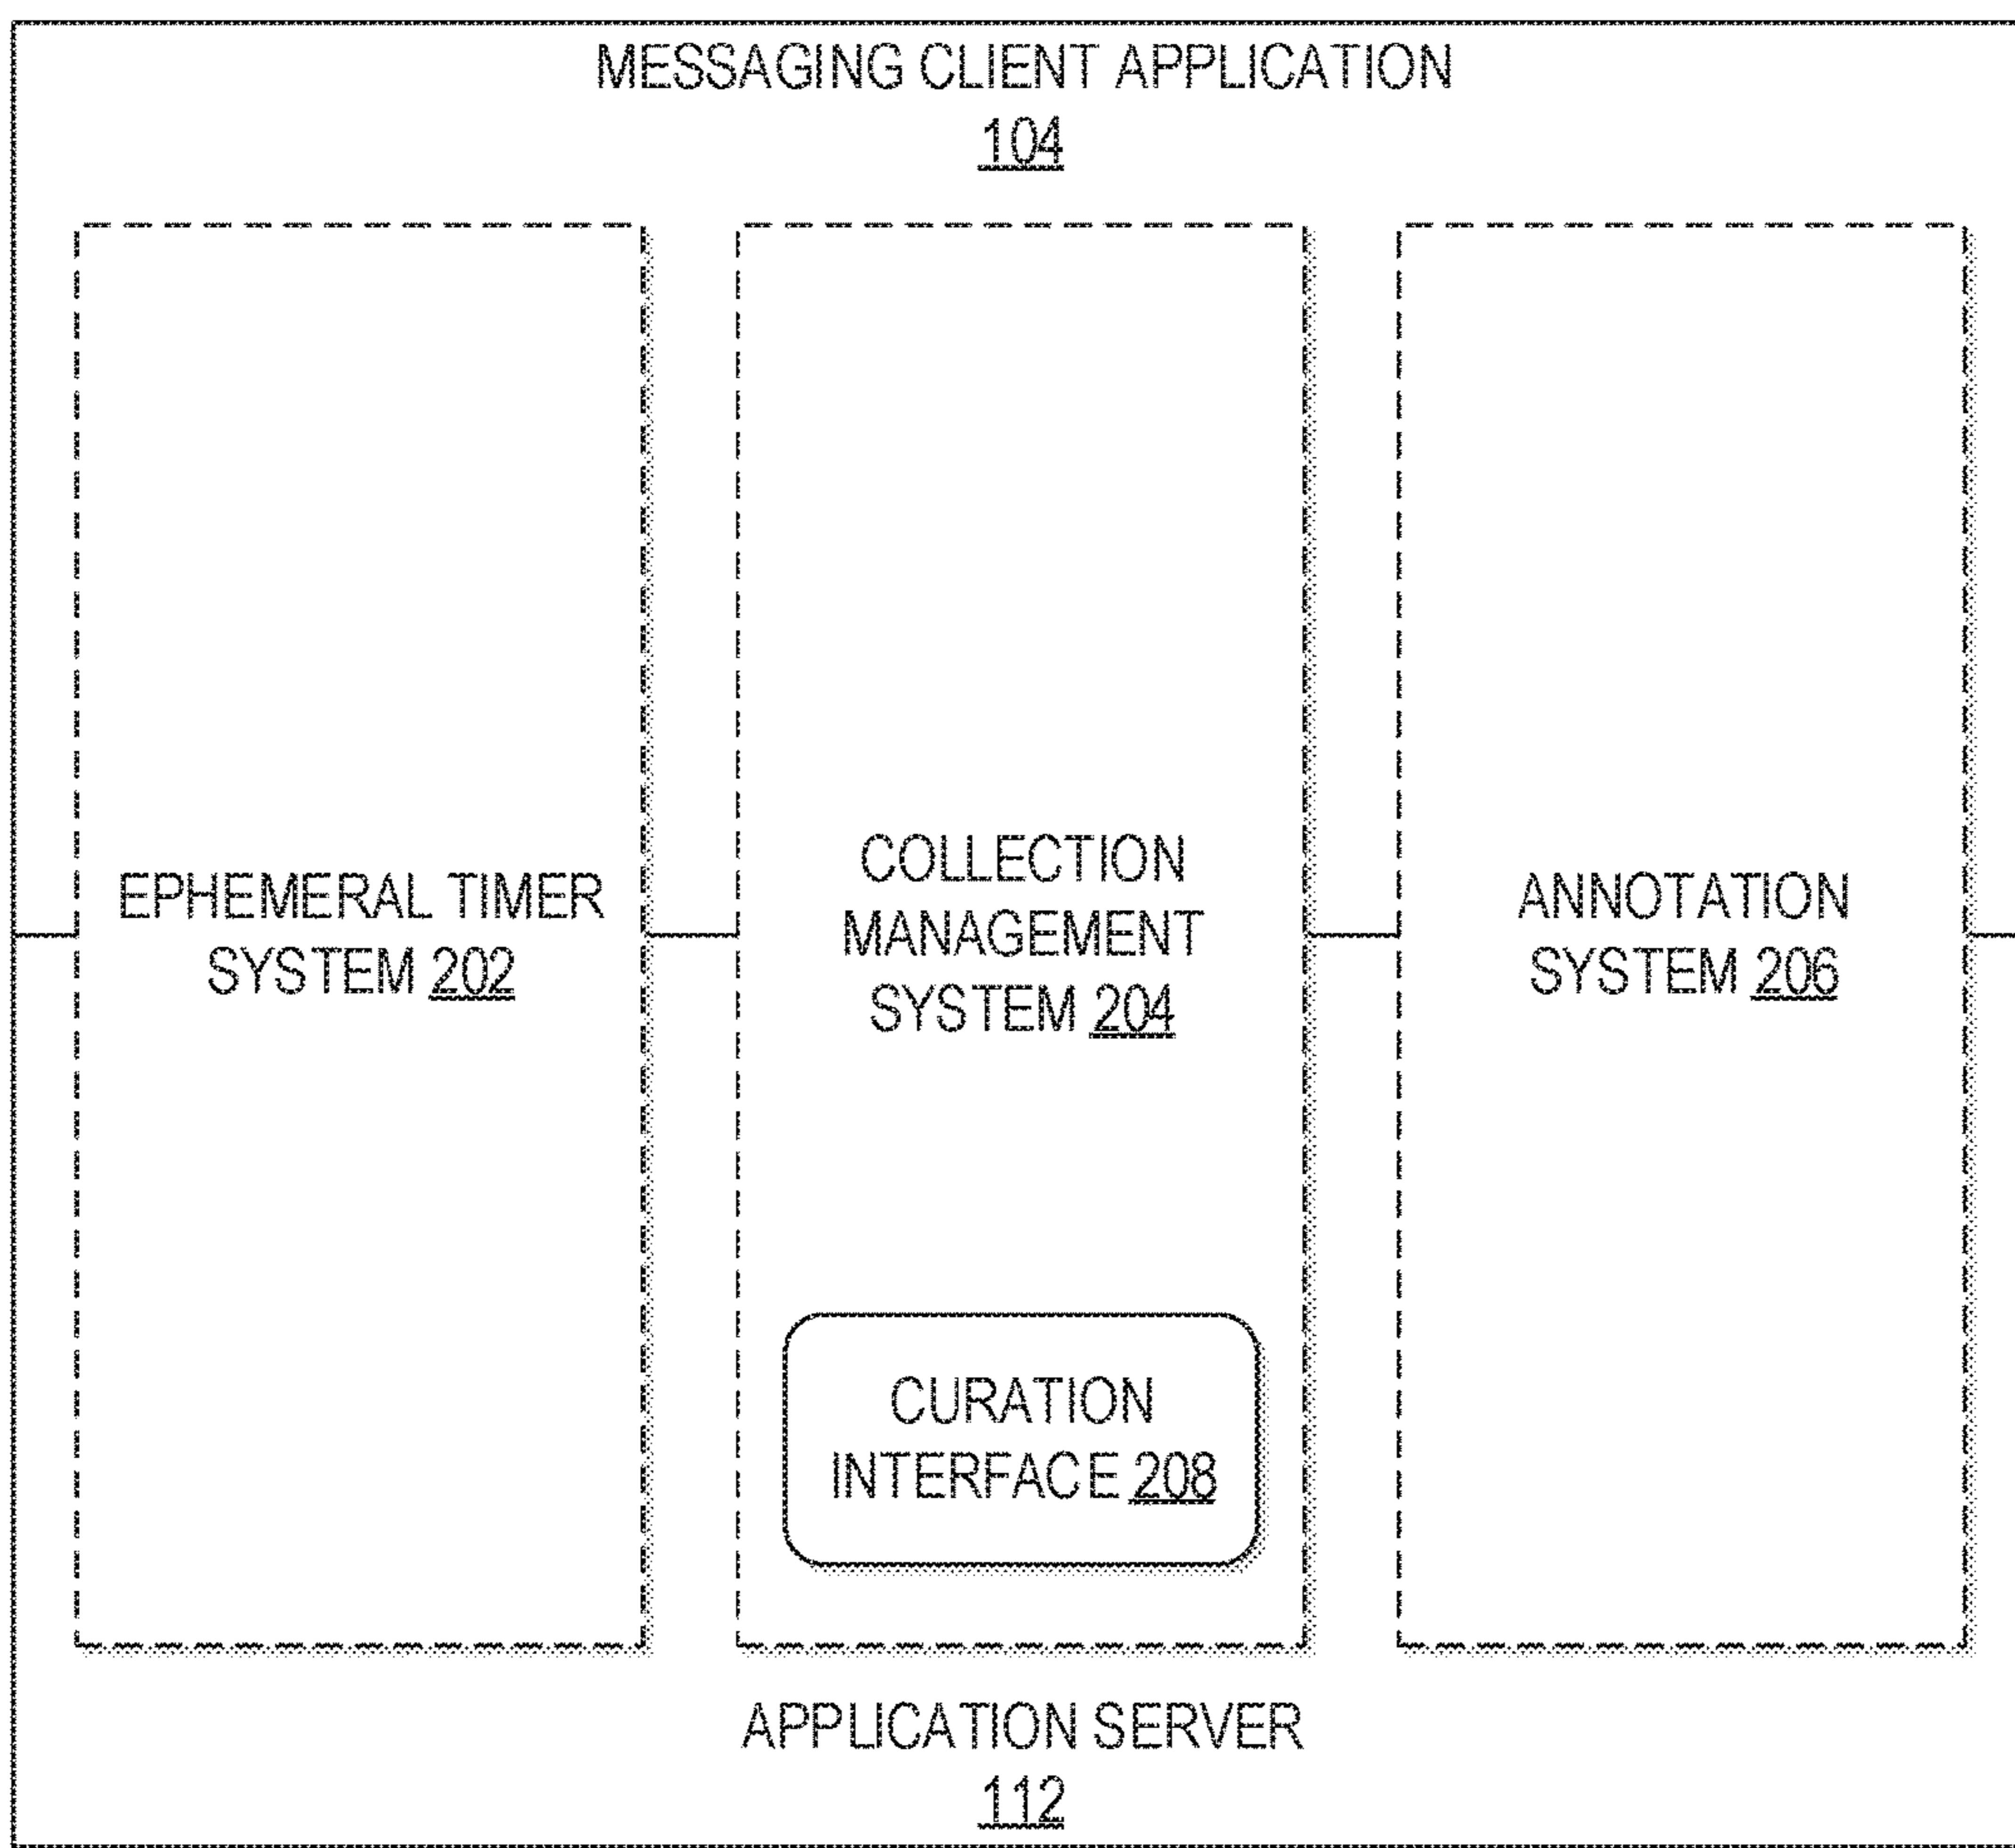 MESSAGING CLIENT APPLICATION
104
EPHEMERAL TIMER
SYSTEM 202
COLLECTION
MANAGEMENT
SYSTEM 204
CURATION
INTERFACE 208
ANNOTATION
SYSTEM 206
APPLICATION SERVER
112